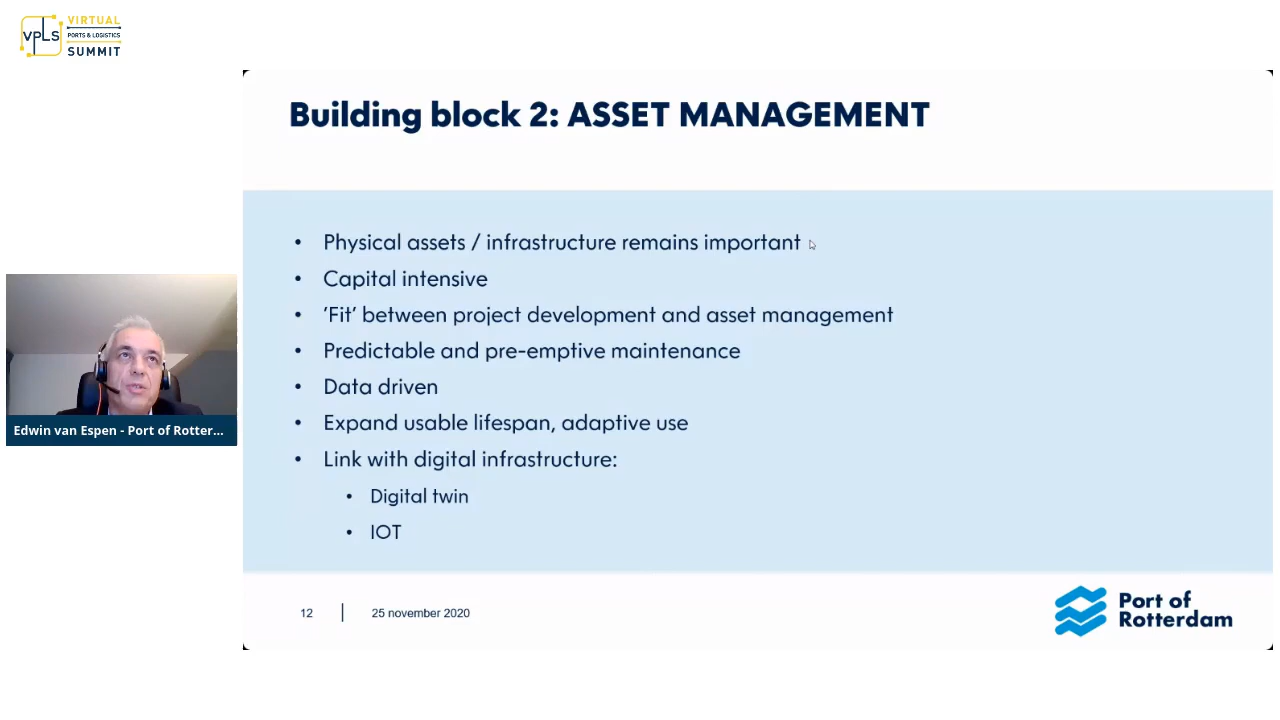 vpLs
VIRTUAL
PORTS & LOGISTICS
SUMMIT
Building block 2: ASSET MANAGEMENT
• Physical assets / infrastructure remains important
• Capital intensive
• ‘Fit’ between project development and asset management
• Predictable and pre-emptive maintenance
• Data driven
• Expand usable lifespan, adaptive use
• Link with digital infrastructure:
• Digital twin
• IOT
Edwin van Espen - Port of Rotter...
12
25 november 2020
Port of
Rotterdam